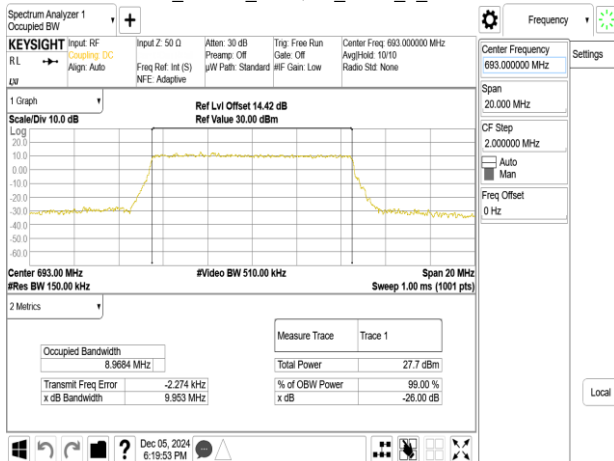 Spectrum Analyzer 1
Occupied BW
Frequency
KEYSIGHT
RL
Input: RF
Coupling: DC
Align: Auto
Input Z: 50 Ω
Freq Ref: Int (S)
NFE: Adaptive
Atten: 30 dB
Preamp: Off
µW Path: Standard
Trig: Free Run
Gate: Off
#IF Gain: Low
Center Freq: 693.000000 MHz
Avg|Hold: 10/10
Radio Std: None
Center Frequency
693.000000 MHz
Settings
Span
20.000 MHz
CF Step
2.000000 MHz
Auto
Man
Freq Offset
0 Hz
Local
1 Graph
Scale/Div 10.0 dB
Ref Lvl Offset 14.42 dB
Ref Value 30.00 dBm
Log
20.0
10.0
0.00
-10.0
-20.0
-30.0
-40.0
-50.0
-60.0
Center 693.00 MHz
#Video BW 510.00 kHz
Span 20 MHz
#Res BW 150.00 kHz
Sweep 1.00 ms (1001 pts)
2 Metrics
Measure Trace Trace 1
Occupied Bandwidth
8.9684 MHz
Total Power 27.7 dBm
Transmit Freq Error -2.274 kHz
% of OBW Power 99.00 %
x dB Bandwidth 9.953 MHz
x dB -26.00 dB
?
Dec 05, 2024
6:19:53 PM